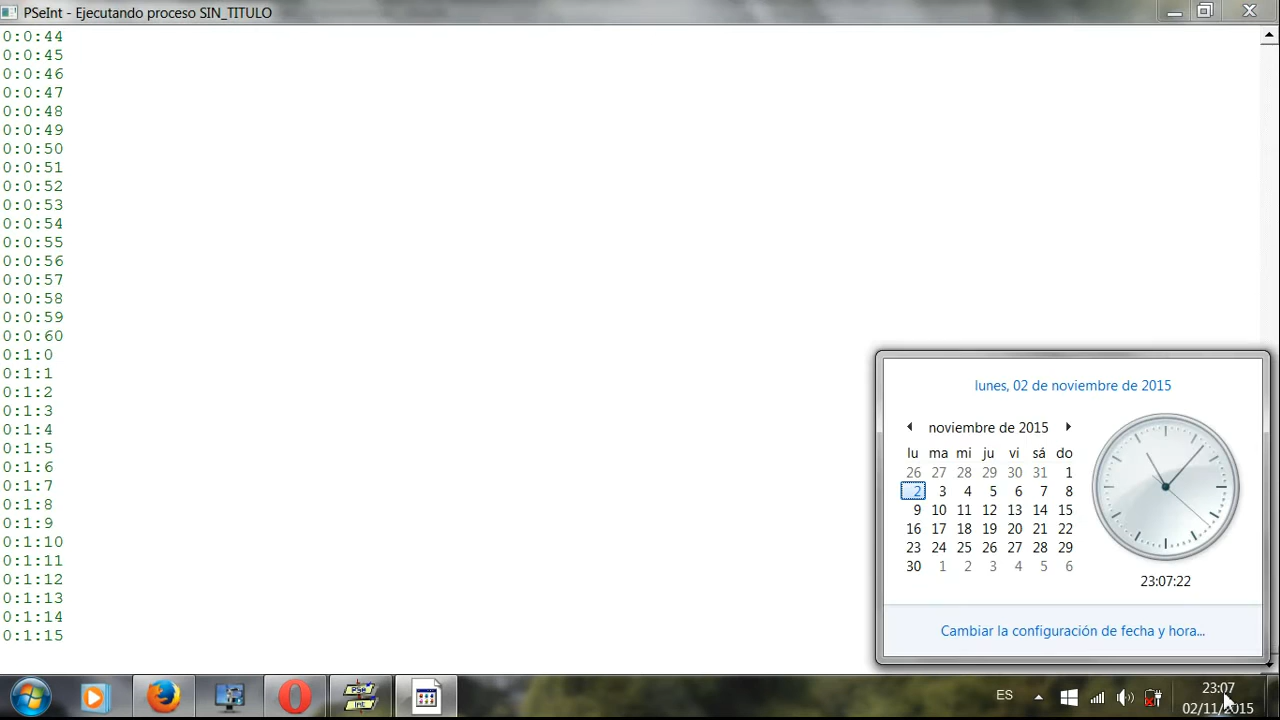 PSeInt - Ejecutando proceso SIN_TITULO
0:0:44
0:0:45
0:0:46
0:0:47
0:0:48
0:0:49
0:0:50
0:0:51
0:0:52
0:0:53
0:0:54
0:0:55
0:0:56
0:0:57
0:0:58
0:0:59
0:0:60
0:1:0
0:1:1
0:1:2
0:1:3
0:1:4
0:1:5
0:1:6
0:1:7
0:1:8
0:1:9
0:1:10
0:1:11
0:1:12
0:1:13
0:1:14
0:1:15
lunes, 02 de noviembre de 2015
noviembre de 2015
lu ma mi ju vi sá do
26 27 28 29 30 31 1
2 3 4 5 6 7 8
9 10 11 12 13 14 15
16 17 18 19 20 21 22
23 24 25 26 27 28 29
30 1 2 3 4 5 6
23:07:22
Cambiar la configuración de fecha y hora...
PSe
INT
ES
23:07
02/11/2015